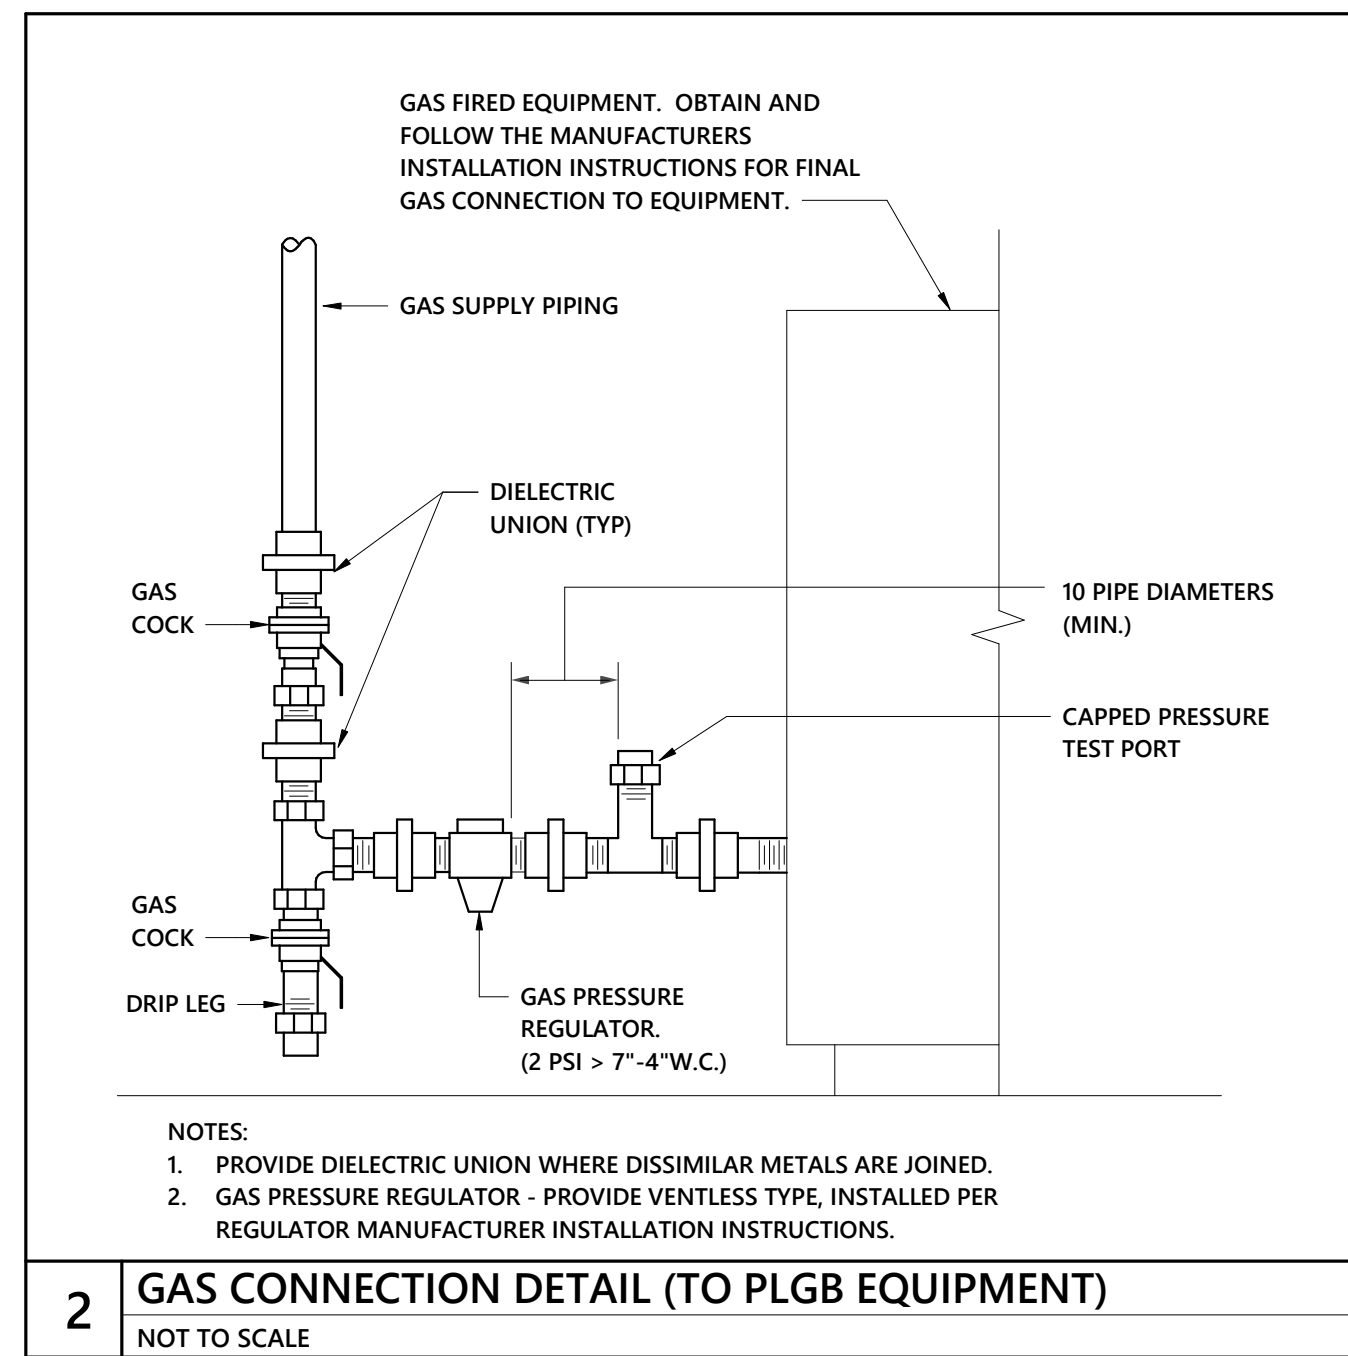 GAS FIRED EQUIPMENT. OBTAIN AND
FOLLOW THE MANUFACTURERS
INSTALLATION INSTRUCTIONS FOR FINAL
GAS CONNECTION TO EQUIPMENT.
GAS SUPPLY PIPING
DIELECTRIC
UNION (TYP)
GAS
COCK
10 PIPE DIAMETERS
(MIN.)
CAPPED PRESSURE
TEST PORT
GAS
COCK
DRIP LEG
GAS PRESSURE
REGULATOR.
(2 PSI > 7"-4"W.C.)
NOTES:
1. PROVIDE DIELECTRIC UNION WHERE DISSIMILAR METALS ARE JOINED.
2. GAS PRESSURE REGULATOR - PROVIDE VENTLESS TYPE, INSTALLED PER
REGULATOR MANUFACTURER INSTALLATION INSTRUCTIONS.
2
GAS CONNECTION DETAIL (TO PLGB EQUIPMENT)
NOT TO SCALE